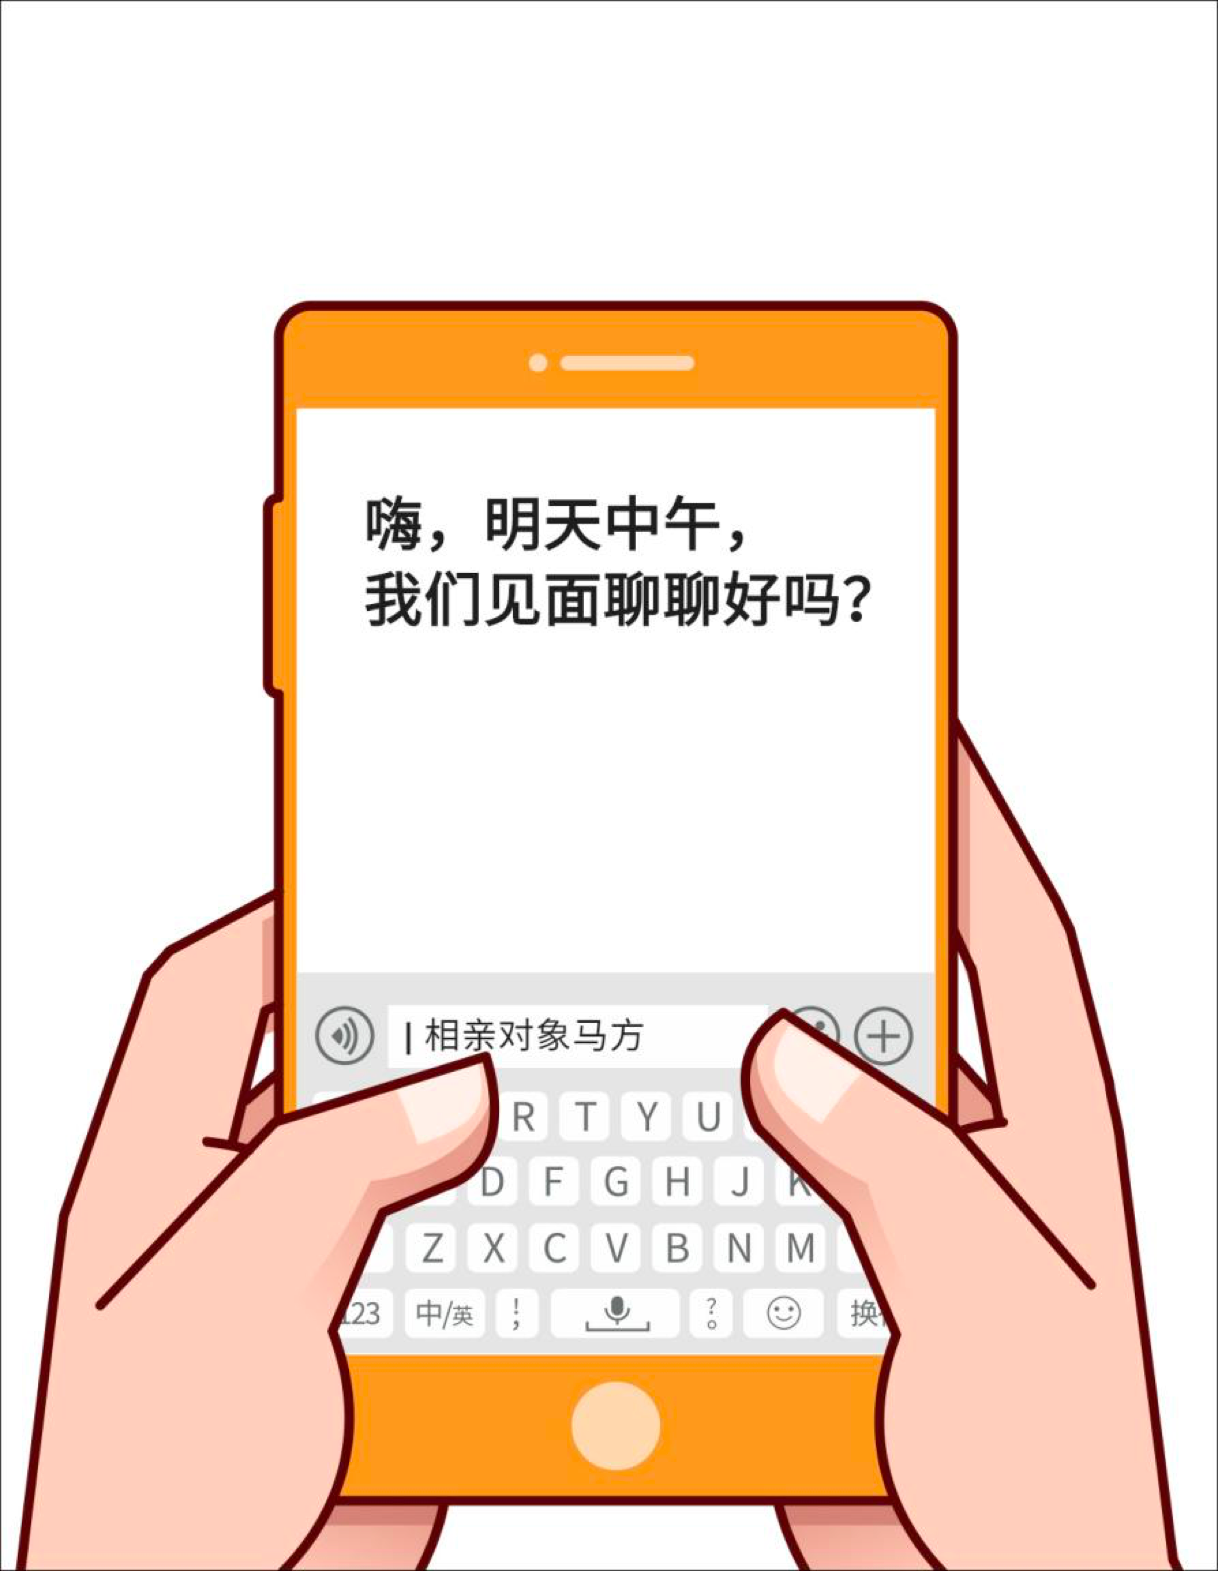 嗨，明天中午，
我们见面聊聊好吗？
| 相亲对象马方
R T Y U
D F G H J K
Z X C V B N M
123 中/英 ! ; ? 。 换